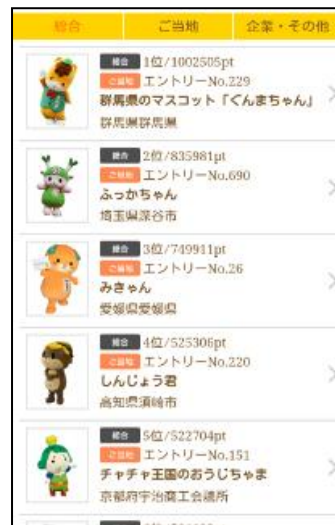 総合 ご当地 企業・その他
総合 1位/1002505pt
ご当地 エントリーNo.229
群馬県のマスコット「ぐんまちゃん」
群馬県群馬県
総合 2位/835981pt
ご当地 エントリーNo.690
ふっかちゃん
埼玉県深谷市
総合 3位/749911pt
ご当地 エントリーNo.26
みきゃん
愛媛県愛媛県
総合 4位/525306pt
ご当地 エントリーNo.220
しんじょう君
高知県須崎市
総合 5位/522704pt
ご当地 エントリーNo.151
チャチャ王国のおうじちゃま
京都府宇治商工会議所